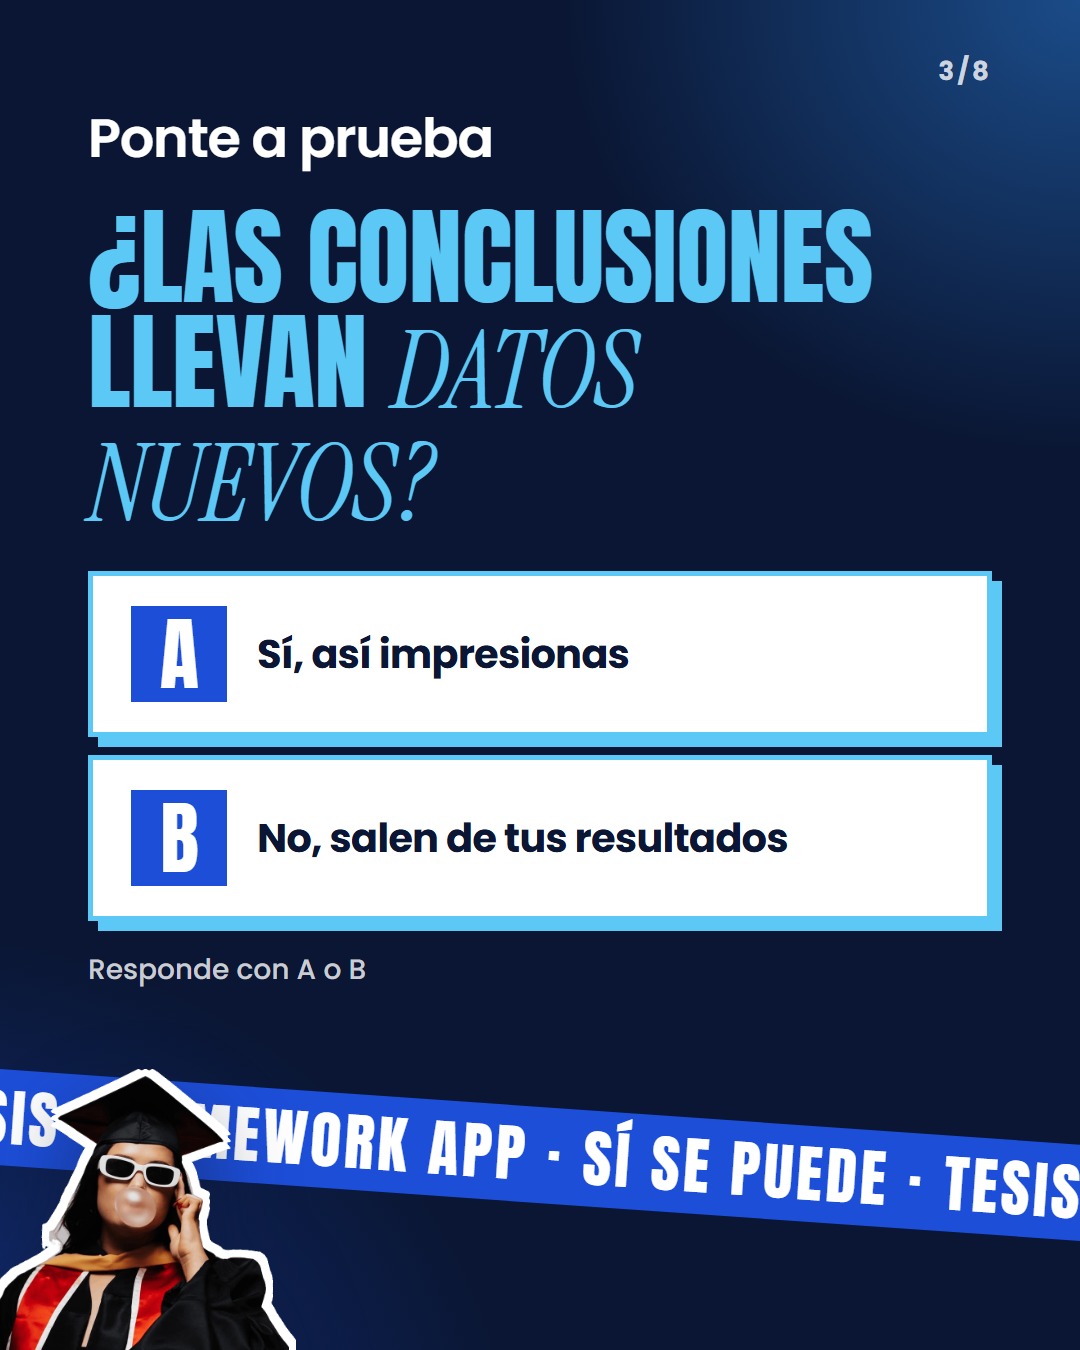 3/8
Ponte a prueba
¿LAS CONCLUSIONES
LLEVAN DATOS
NUEVOS?
A Sí, así impresionas
B No, salen de tus resultados
Responde con A o B
APP · SÍ SE PUEDE · TESIS